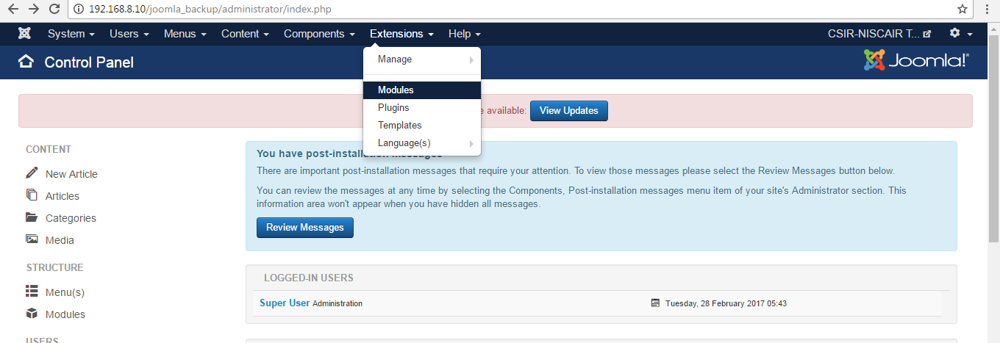 192.168.8.10/joomla_backup/administrator/index.php
System Users Menus Content Components Extensions Help CSIR-NISCAIR T...
Control Panel
Joomla!®
Manage
Modules
Plugins
Templates
Language(s)
available: View Updates
CONTENT
New Article
Articles
Categories
Media
STRUCTURE
Menu(s)
Modules
USERS
You have post-installation messages
There are important post-installation messages that require your attention. To view those messages please select the Review Messages button below.
You can review the messages at any time by selecting the Components, Post-installation messages menu item of your site's Administrator section. This
information area won't appear when you have hidden all messages.
Review Messages
LOGGED-IN USERS
Super User Administration Tuesday, 28 February 2017 05:43